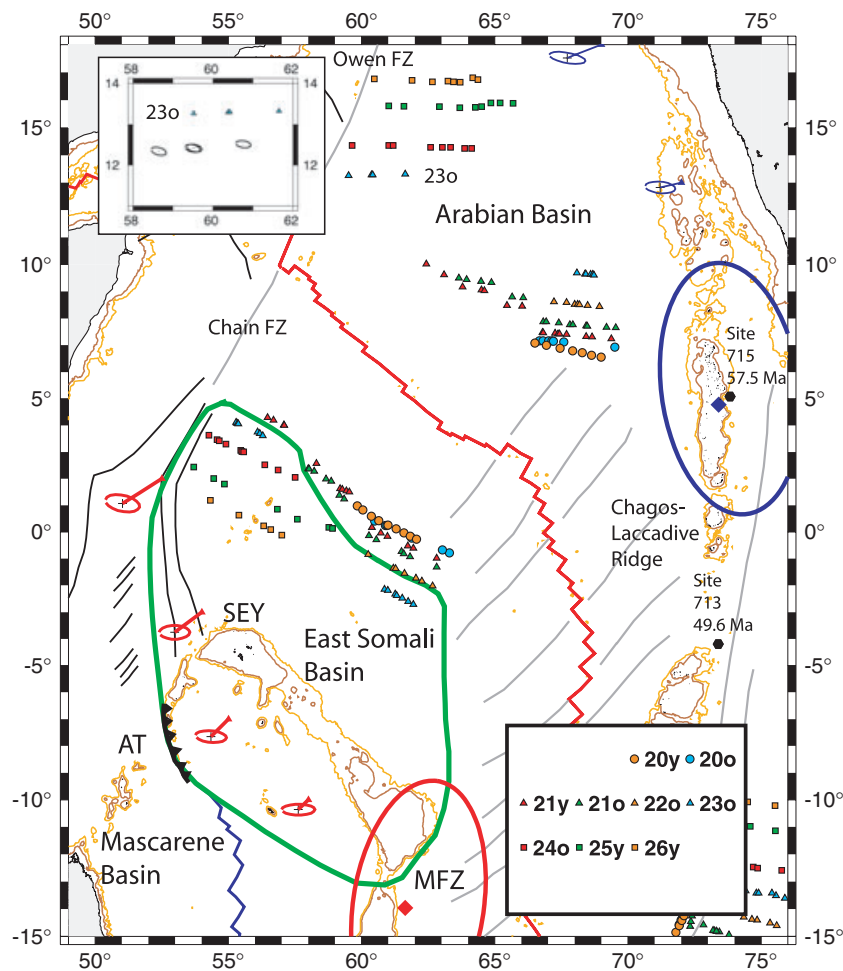 50° 55° 60° 65° 70° 75°
Owen FZ
58 60 62
14 14
23o
12 12
58 60 62
15° 15°
23o
Arabian Basin
10° 10°
Chain FZ
Site
715
57.5 Ma
5° 5°
Chagos-
Laccadive
Ridge
0° 0°
Site
713
49.6 Ma
SEY
East Somali
Basin
-5° -5°
AT
20y 20o
21y 21o 22o 23o
24o 25y 26y
-10° -10°
Mascarene
Basin
MFZ
-15° -15°
50° 55° 60° 65° 70° 75°